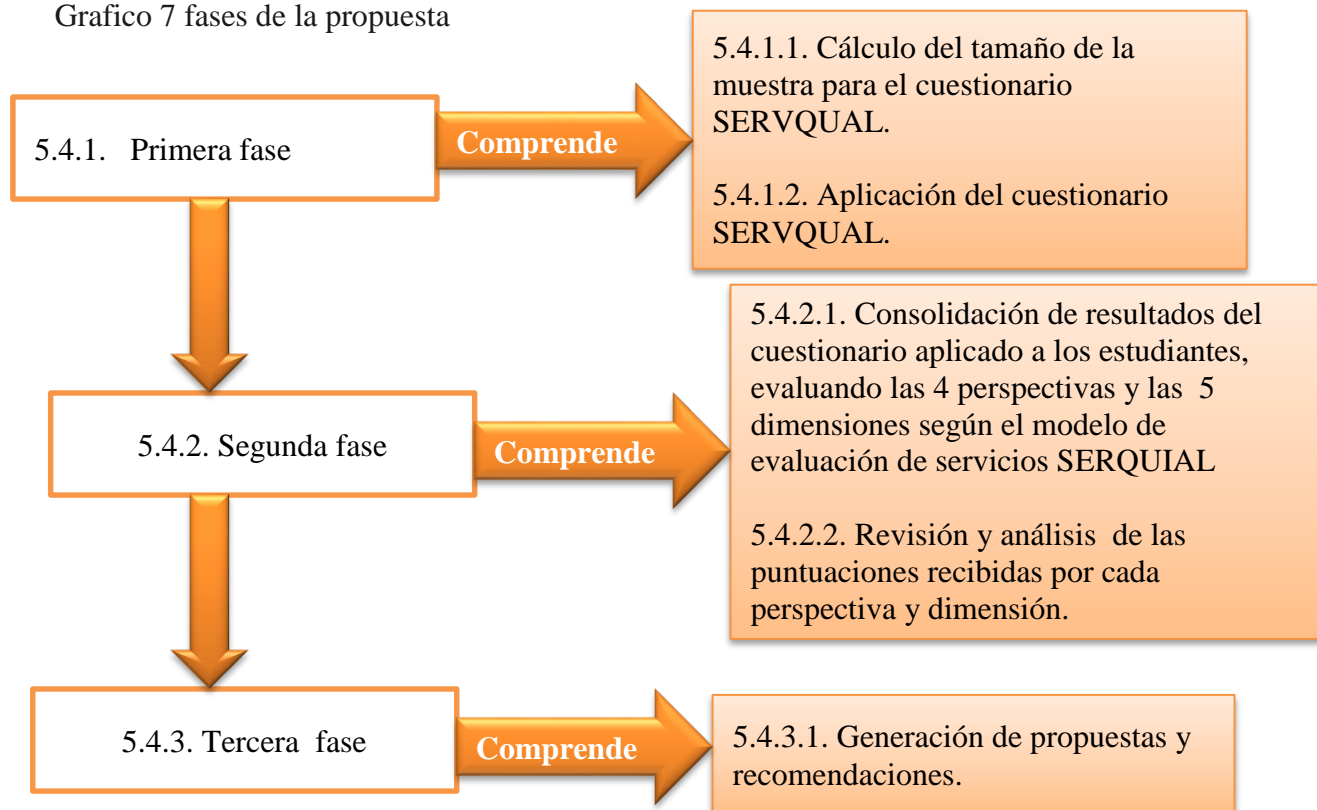 Grafico 7 fases de la propuesta
5.4.1. Primera fase
Comprende
5.4.1.1. Cálculo del tamaño de la
muestra para el cuestionario
SERVQUAL.
5.4.1.2. Aplicación del cuestionario
SERVQUAL.
5.4.2. Segunda fase
Comprende
5.4.2.1. Consolidación de resultados del
cuestionario aplicado a los estudiantes,
evaluando las 4 perspectivas y las 5
dimensiones según el modelo de
evaluación de servicios SERQUIAL
5.4.2.2. Revisión y análisis de las
puntuaciones recibidas por cada
perspectiva y dimensión.
5.4.3. Tercera fase
Comprende
5.4.3.1. Generación de propuestas y
recomendaciones.